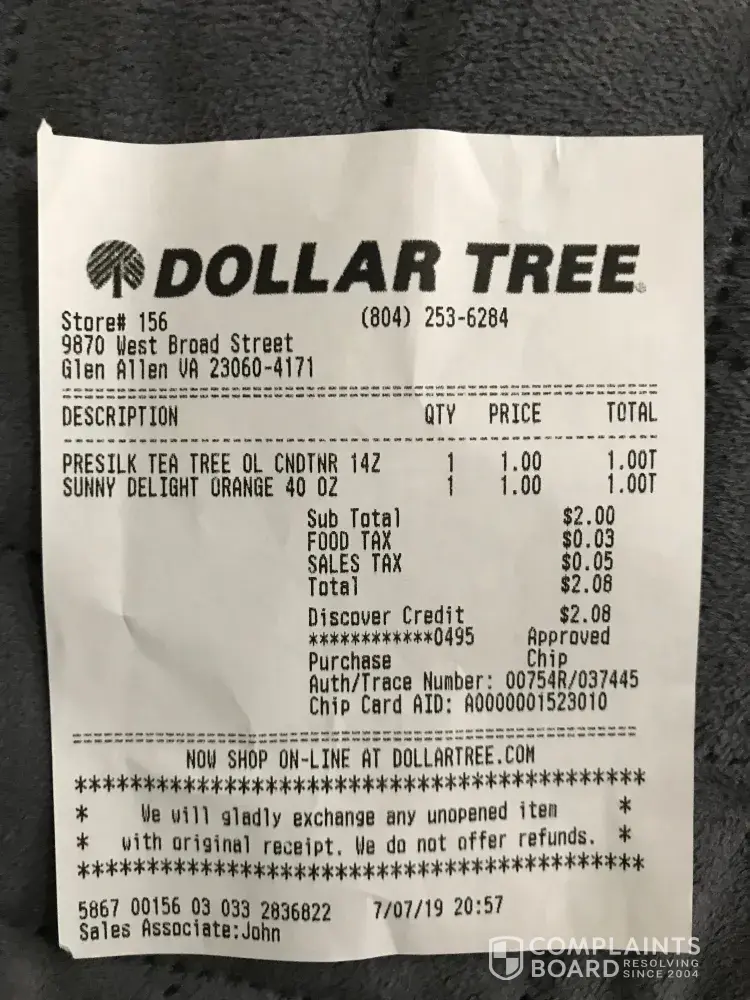 DOLLAR TREE
Store# 156 (804) 253-6284
9870 West Broad Street
Glen Allen VA 23060-4171
DESCRIPTION QTY PRICE TOTAL
PRESILK TEA TREE OL CNDTNR 14Z 1 1.00 1.00T
SUNNY DELIGHT ORANGE 40 OZ 1 1.00 1.00T
Sub Total $2.00
FOOD TAX $0.03
SALES TAX $0.05
Total $2.08
Discover Credit $2.08
************0495 Approved
Purchase Chip
Auth/Trace Number: 00754R/037445
Chip Card AID: A0000001523010
NOW SHOP ON-LINE AT DOLLARTREE.COM
********************************************
* We will gladly exchange any unopened item *
* with original receipt. We do not offer refunds. *
********************************************
5867 00156 03 033 2836822 7/07/19 20:57
Sales Associate:John
COMPLAINTS
BOARD RESOLVING
SINCE 2004